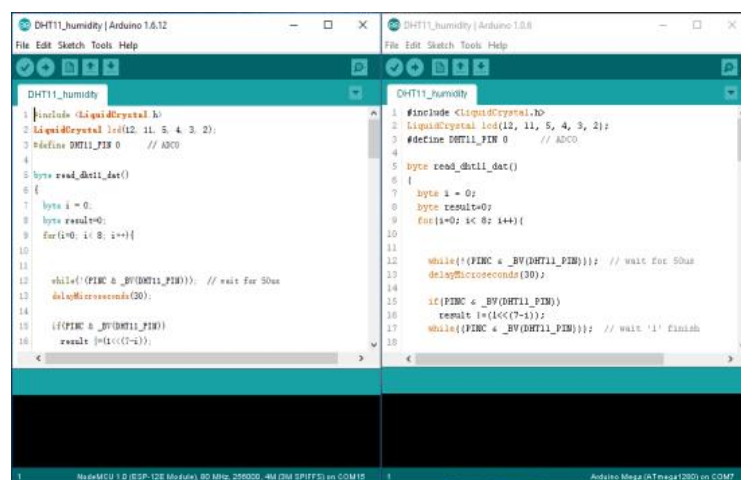 DHT11_humidity | Arduino 1.6.12
File Edit Sketch Tools Help
DHT11_humidity
1 #include <LiquidCrystal.h>
2 LiquidCrystal lcd(12, 11, 5, 4, 3, 2);
3 #define DHT11_PIN 0 // ADC0
4
5 byte read_dht11_dat()
6 {
7 byte i = 0;
8 byte result=0;
9 for(i=0; i< 8; i++){
10
11
12 while(!(PINC & _BV(DHT11_PIN))); // wait for 50us
13 delayMicroseconds(30);
14
15 if(PINC & _BV(DHT11_PIN))
16 result |=(1<<(7-i));
1 NodeMCU 1.0 (ESP-12E Module), 80 MHz, 256000, 4M (3M SPIFFS) on COM15
DHT11_humidity | Arduino 1.0.6
File Edit Sketch Tools Help
DHT11_humidity
1 #include <LiquidCrystal.h>
2 LiquidCrystal lcd(12, 11, 5, 4, 3, 2);
3 #define DHT11_PIN 0 // ADC0
4
5 byte read_dht11_dat()
6 {
7 byte i = 0;
8 byte result=0;
9 for(i=0; i< 8; i++){
10
11
12 while(!(PINC & _BV(DHT11_PIN))); // wait for 50us
13 delayMicroseconds(30);
14
15 if(PINC & _BV(DHT11_PIN))
16 result |=(1<<(7-i));
17 while((PINC & _BV(DHT11_PIN))); // wait '1' finish
18
1 Arduino Mega (ATmega1280) on COM7